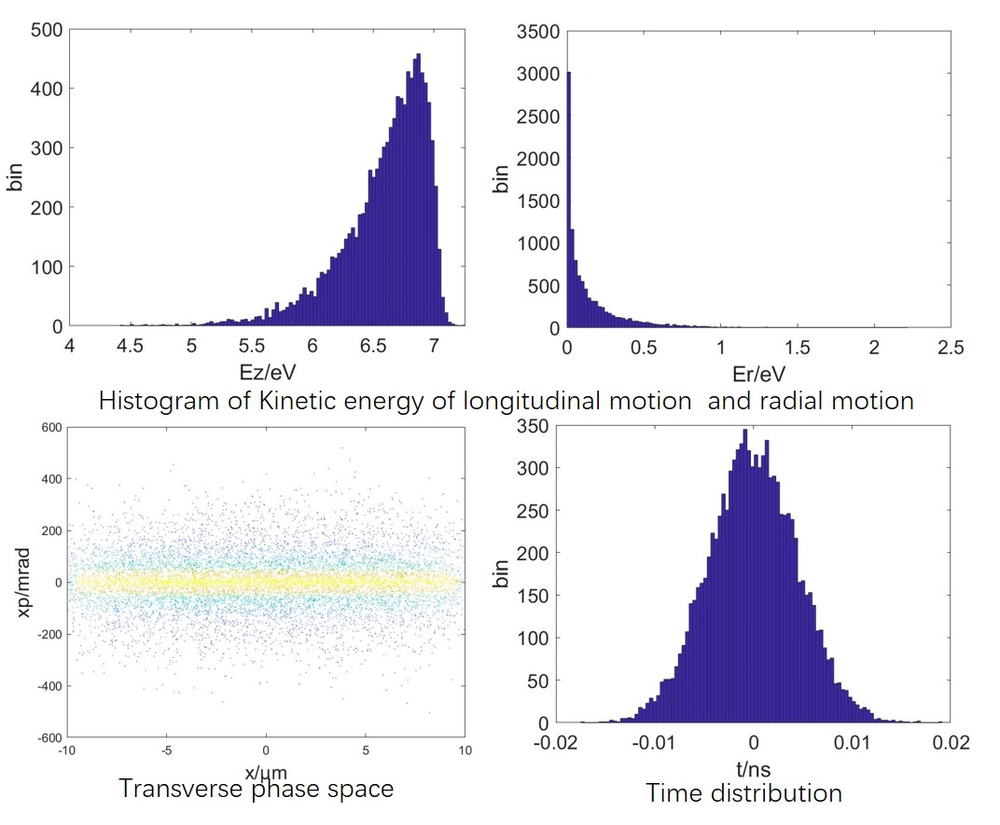 500
400
300
200
100
0
bin
4 4.5 5 5.5 6 6.5 7
Ez/eV
3500
3000
2500
2000
1500
1000
500
0
bin
0 0.5 1 1.5 2 2.5
Er/eV
Histogram of Kinetic energy of longitudinal motion and radial motion
600
400
200
0
-200
-400
-600
xp/mrad
-10 -5 0 5 10
x/μm
Transverse phase space
350
300
250
200
150
100
50
0
bin
-0.02 -0.01 0 0.01 0.02
t/ns
Time distribution